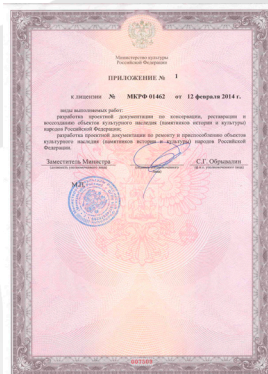 Министерство культуры
Российской Федерации
ПРИЛОЖЕНИЕ № 1
к лицензии № МКРФ 01462 от 12 февраля 2014 г.
виды выполняемых работ:
разработка проектной документации по консервации, реставрации и
воссозданию объектов культурного наследия (памятников истории и культуры)
народов Российской Федерации;
разработка проектной документации по ремонту и приспособлению объектов
культурного наследия (памятников истории и культуры) народов Российской
Федерации.
Заместитель Министра С.Г. Обрывалин
М.П.